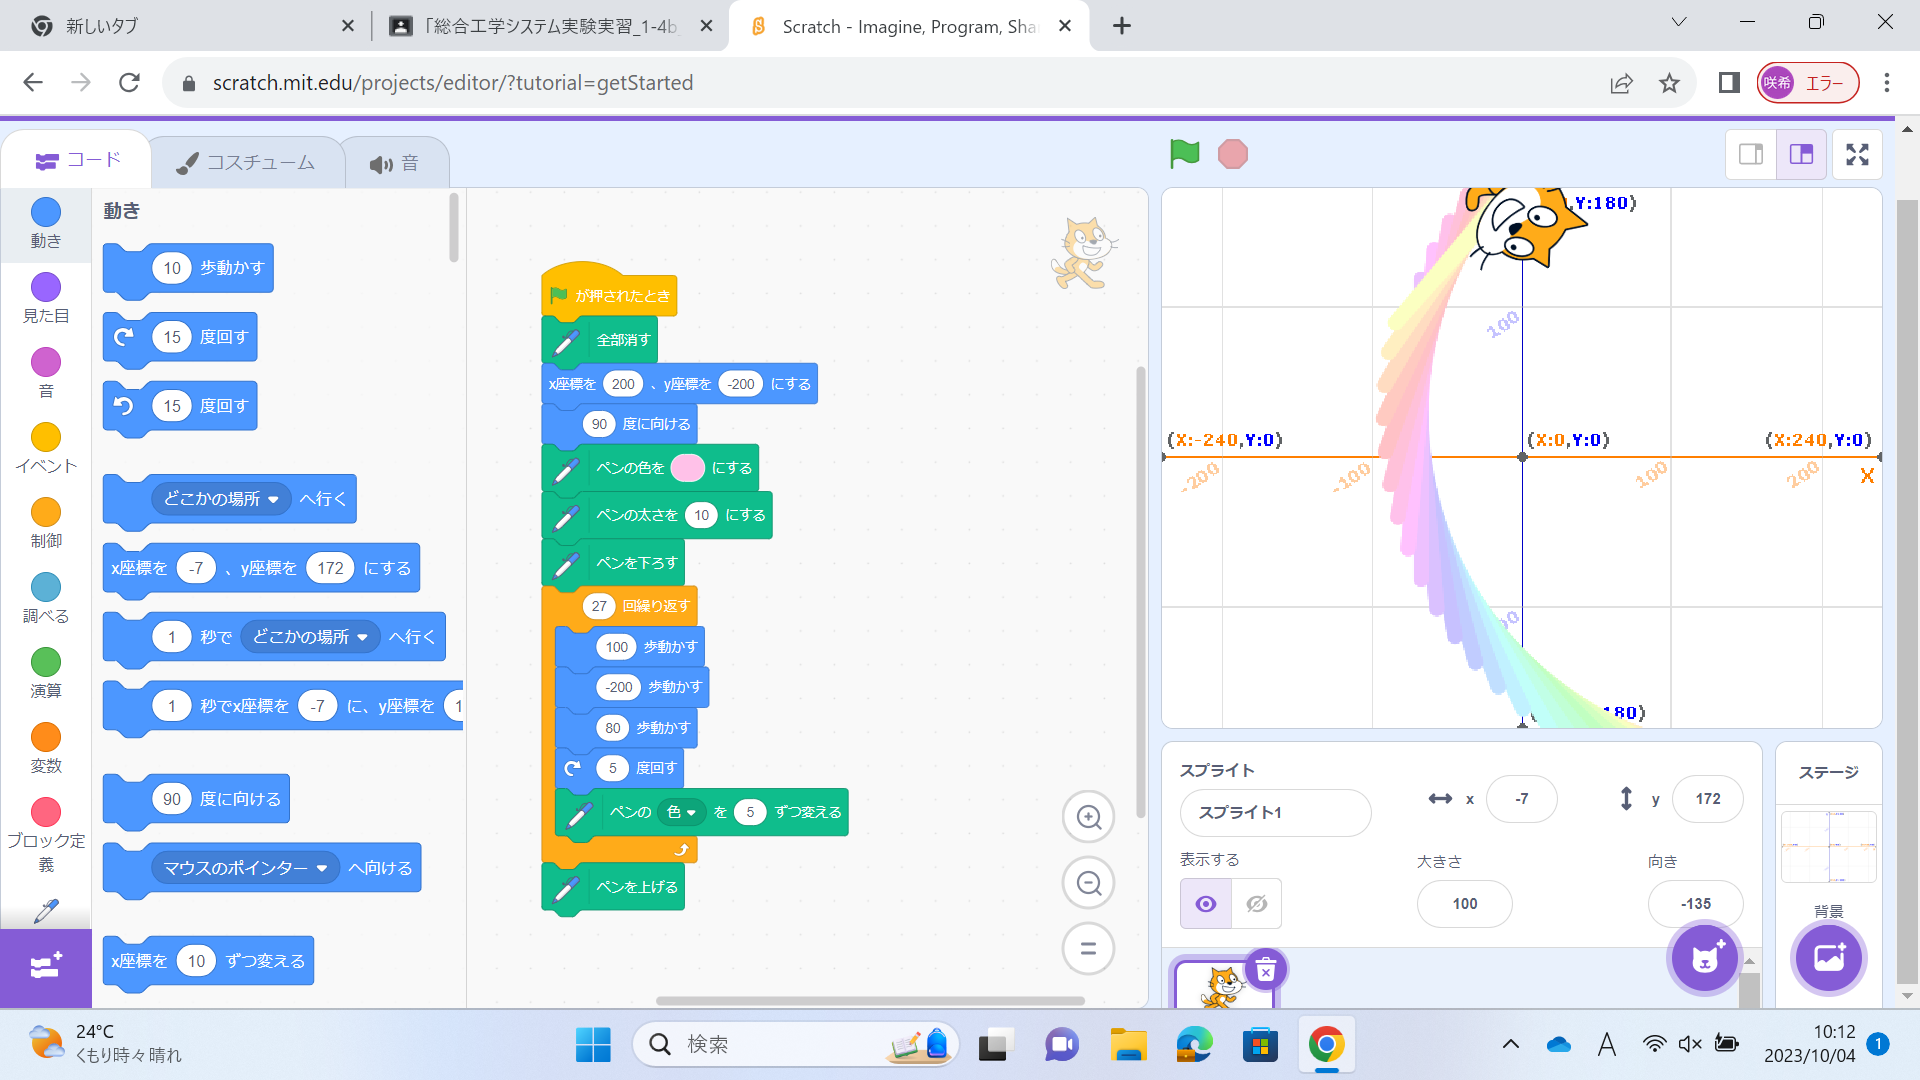 新しいタブ
「総合工学システム実験実習_1-4b
Scratch - Imagine, Program, Sha
scratch.mit.edu/projects/editor/?tutorial=getStarted
咲希 エラー
コード
コスチューム
音
動き
見た目
音
イベント
制御
調べる
演算
変数
ブロック定
義
動き
10 歩動かす
15 度回す
15 度回す
どこかの場所 へ行く
x座標を -7 、y座標を 172 にする
1 秒で どこかの場所 へ行く
1 秒でx座標を -7 に、y座標を 1
90 度に向ける
マウスのポインター へ向ける
x座標を 10 ずつ変える
が押されたとき
全部消す
x座標を 200 、y座標を -200 にする
90 度に向ける
ペンの色を にする
ペンの太さを 10 にする
ペンを下ろす
27 回繰り返す
100 歩動かす
-200 歩動かす
80 歩動かす
5 度回す
ペンの 色 を 5 ずつ変える
ペンを上げる
,Y:180)
100
(X:-240,Y:0)
(X:0,Y:0)
(X:240,Y:0)
-200
-100
100
200
X
180)
スプライト
スプライト1
x -7
y 172
表示する
大きさ
100
向き
-135
ステージ
背景
24°C
くもり時々晴れ
検索
A
10:12
2023/10/04
1